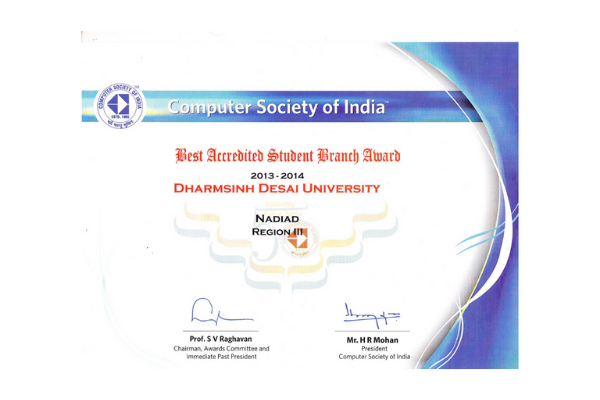 COMPUTER SOCIETY OF INDIA
ESTD. 1965
Computer Society of India™
Best Accredited Student Branch Award
2013 - 2014
DHARMSINH DESAI UNIVERSITY
NADIAD
REGION III
Prof. S V Raghavan
Chairman, Awards Committee and
Immediate Past President
Mr. H R Mohan
President
Computer Society of India